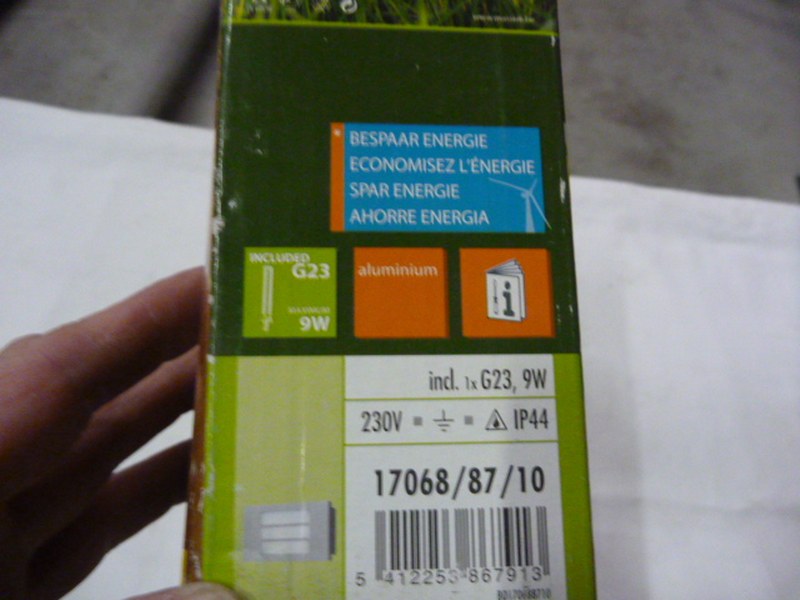 BESPAAR ENERGIE
ECONOMISEZ L'ÉNERGIE
SPAR ENERGIE
AHORRE ENERGIA
INCLUDED
G23
MAXIMUM
9W
aluminium
i
incl. 1x G23, 9W
230V IP44
17068/87/10
5 412253 867913